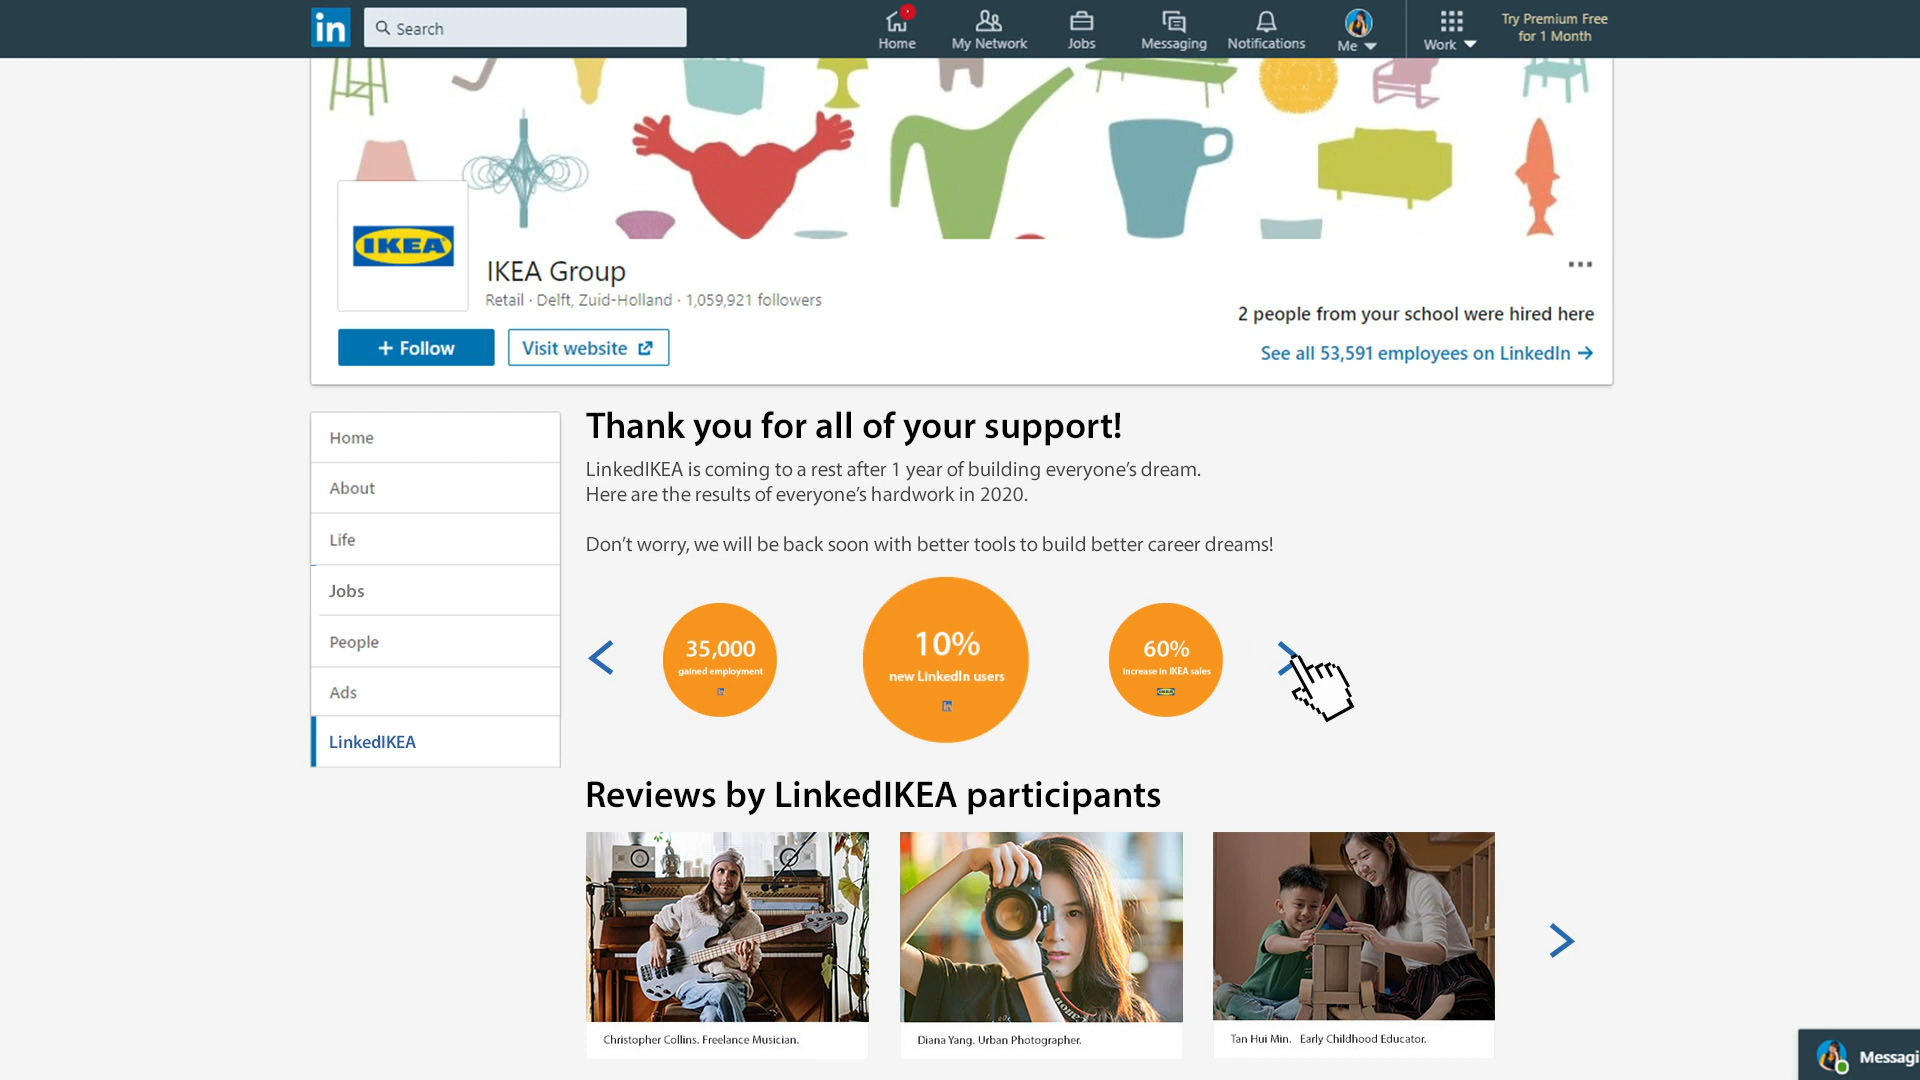 in
Search
Home
My Network
Jobs
Messaging
Notifications
Me
Work
Try Premium Free
for 1 Month
IKEA
IKEA Group
Retail · Delft, Zuid-Holland · 1,059,921 followers
+ Follow
Visit website
2 people from your school were hired here
See all 53,591 employees on LinkedIn →
Home
About
Life
Jobs
People
Ads
LinkedIKEA
Thank you for all of your support!
LinkedIKEA is coming to a rest after 1 year of building everyone's dream.
Here are the results of everyone's hardwork in 2020.
Don't worry, we will be back soon with better tools to build better career dreams!
35,000
gained employment
in
10%
new LinkedIn users
in
60%
increase in IKEA sales
IKEA
Reviews by LinkedIKEA participants
Canon
Christopher Collins. Freelance Musician.
Diana Yang. Urban Photographer.
Tan Hui Min. Early Childhood Educator.
Messagi